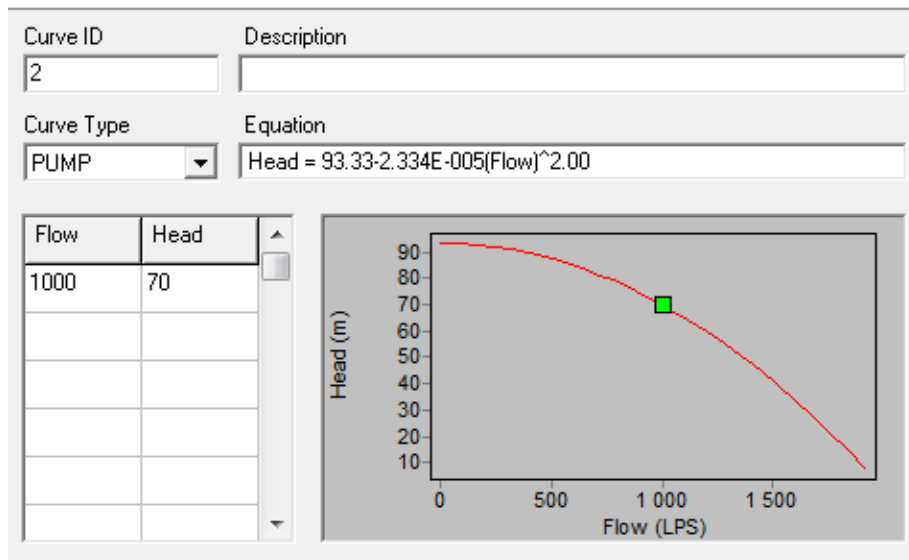 Curve ID
Description
2
Curve Type
Equation
PUMP
Head = 93.33-2.334E-005(Flow)^2.00
Flow Head
1000 70
Head (m)
90
80
70
60
50
40
30
20
10
0 500 1 000 1 500
Flow (LPS)